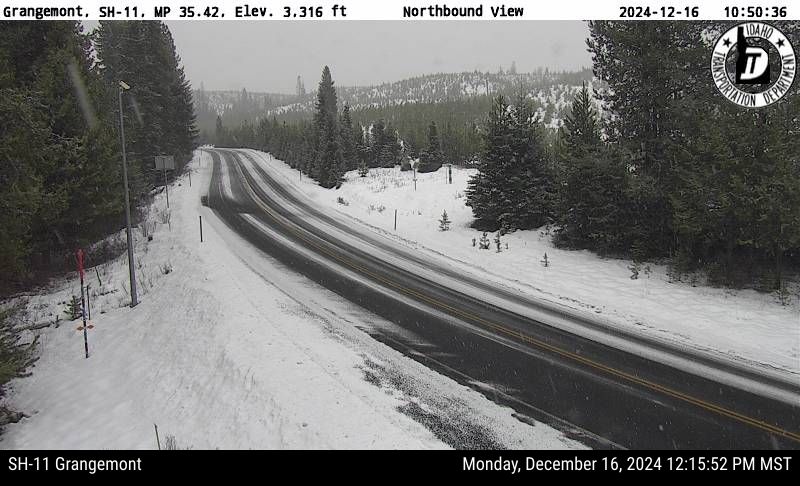 Grangemont, SH-11, MP 35.42, Elev. 3,316 ft Northbound View 2024-12-16 10:50:36
IDAHO
TRANSPORTATION DEPARTMENT
SH-11 Grangemont Monday, December 16, 2024 12:15:52 PM MST